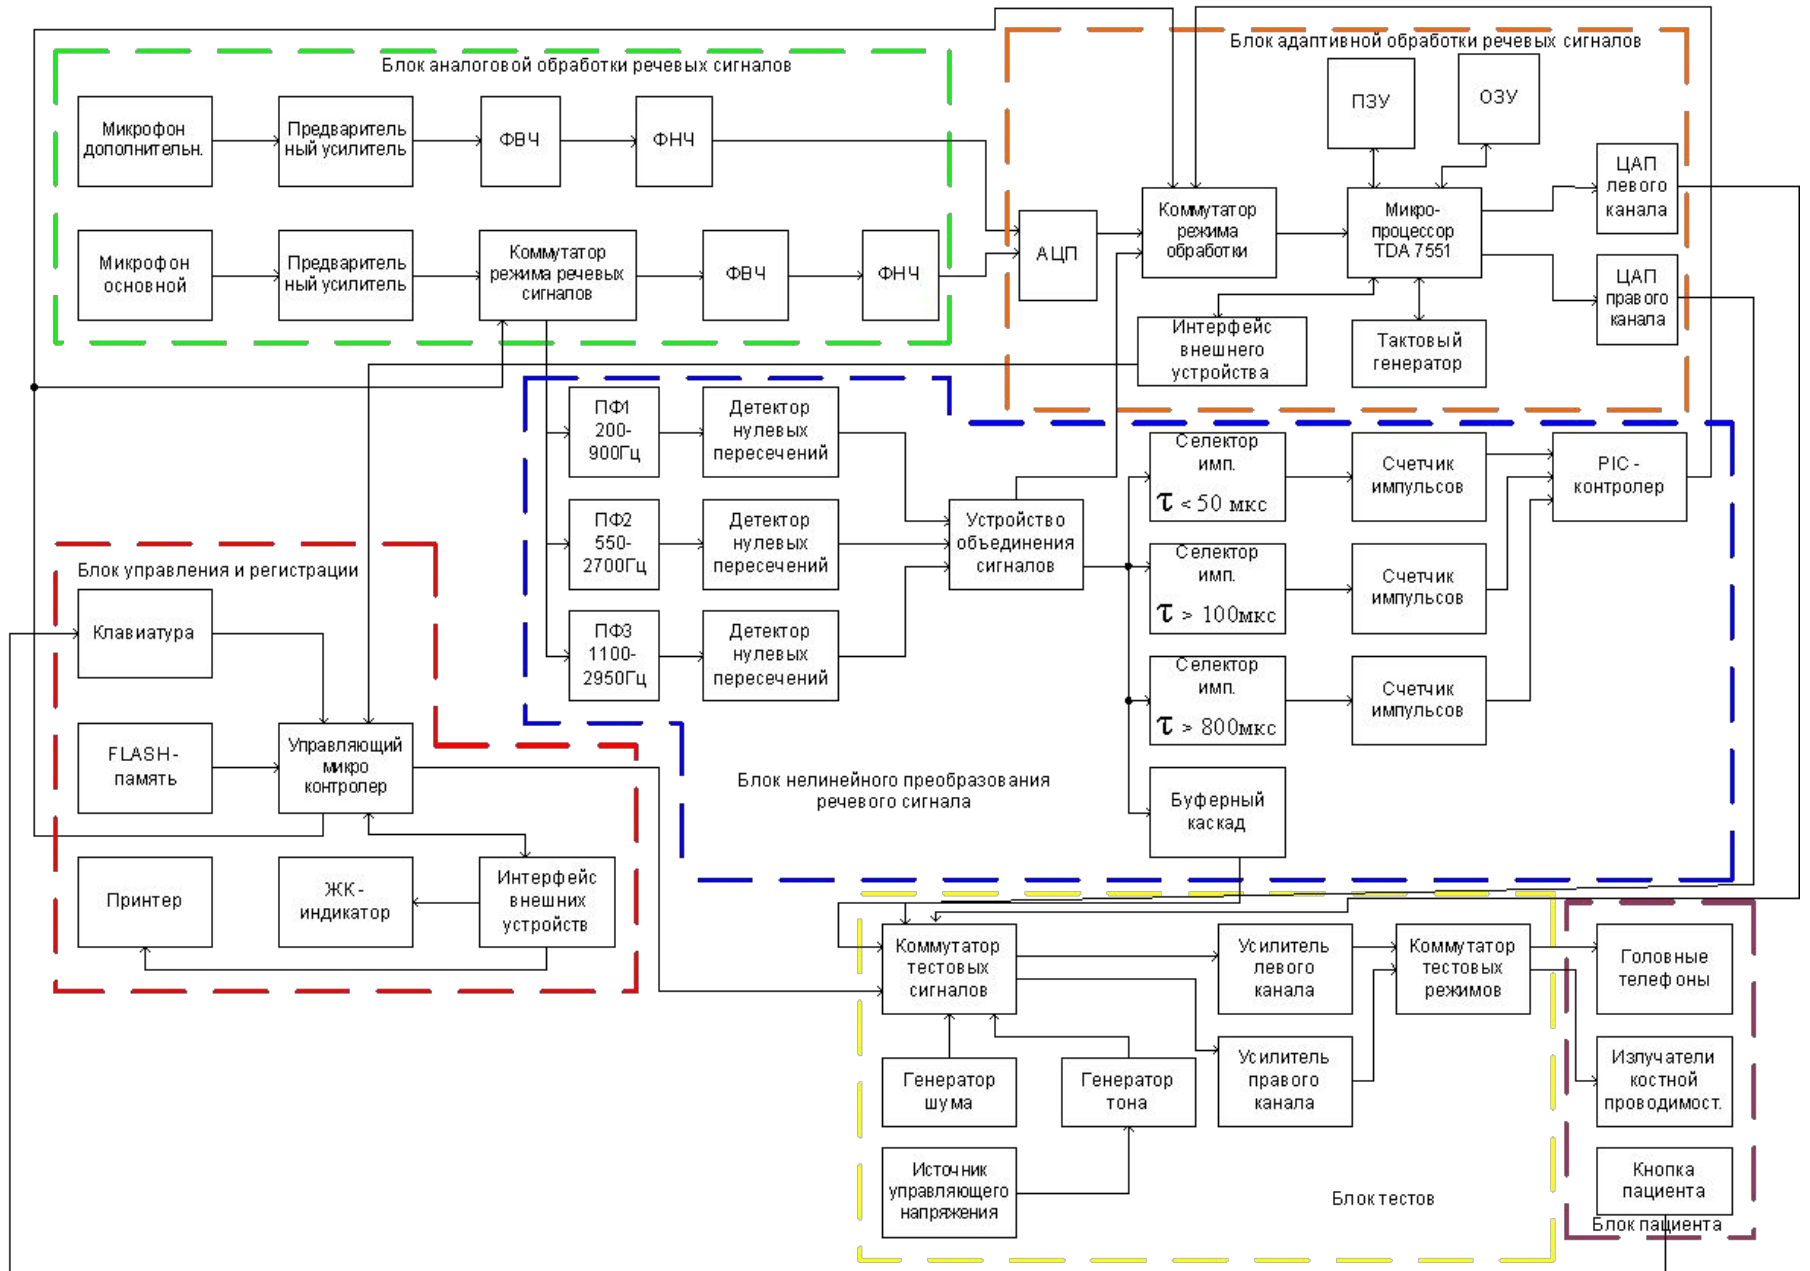 Блок аналоговой обработки речевых сигналов
Микрофон
дополнительн.
Предваритель
ный усилитель
ФВЧ
ФНЧ
Микрофон
основной
Предваритель
ный усилитель
Коммутатор
режима речевых
сигналов
ФВЧ
ФНЧ
Блок адаптивной обработки речевых сигналов
ПЗУ
ОЗУ
АЦП
Коммутатор
режима
обработки
Микро-
процессор
TDA 7551
ЦАП
левого
канала
ЦАП
правого
канала
Интерфейс
внешнего
устройства
Тактовый
генератор
ПФ1
200-
900Гц
Детектор
нулевых
пересечений
ПФ2
550-
2700Гц
Детектор
нулевых
пересечений
ПФ3
1100-
2950Гц
Детектор
нулевых
пересечений
Устройство
объединения
сигналов
Селектор
имп.
τ < 50 мкс
Счетчик
импульсов
PIC -
контролер
Селектор
имп.
τ > 100мкс
Счетчик
импульсов
Селектор
имп.
τ > 800мкс
Счетчик
импульсов
Буферный
каскад
Блок нелинейного преобразования
речевого сигнала
Блок управления и регистрации
Клавиатура
FLASH-
память
Управляющий
микро
контролер
Принтер
ЖК -
индикатор
Интерфейс
внешних
устройств
Коммутатор
тестовых
сигналов
Усилитель
левого
канала
Коммутатор
тестовых
режимов
Генератор
шума
Генератор
тона
Усилитель
правого
канала
Источник
управляющего
напряжения
Блок тестов
Головные
телефоны
Излучатели
костной
проводимост.
Кнопка
пациента
Блок пациента